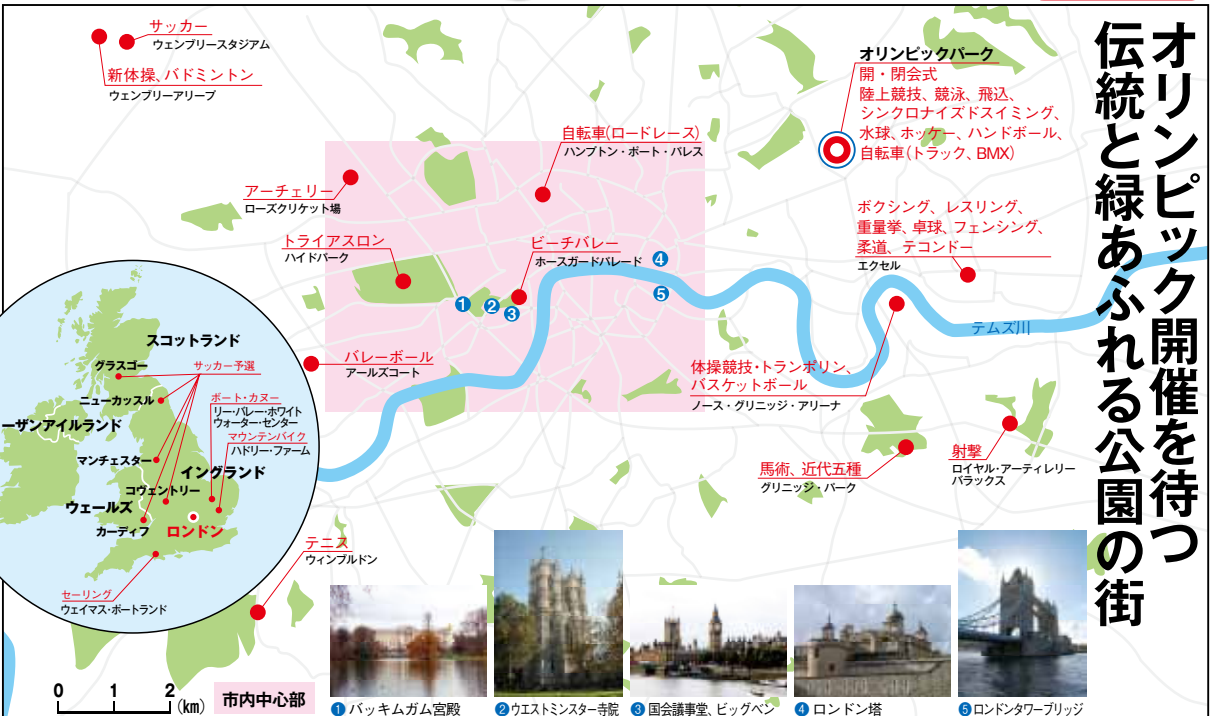 オリンピック開催を待つ
伝統と緑あふれる公園の街
サッカー
ウェンブリースタジアム
新体操、バドミントン
ウェンブリーアリーブ
オリンピックパーク
開・閉会式
陸上競技、競泳、飛込、
シンクロナイズドスイミング、
水球、ホッケー、ハンドボール、
自転車(トラック、BMX)
自転車(ロードレース)
ハンプトン・ボート・パレス
アーチェリー
ローズクリケット場
トライアスロン
ハイドパーク
ビーチバレー
ホースガードパレード
ボクシング、レスリング、
重量挙、卓球、フェンシング、
柔道、テコンドー
エクセル
テムズ川
❶
❷
❸
❹
❺
バレーボール
アールズコート
体操競技・トランポリン、
バスケットボール
ノース・グリニッジ・アリーナ
馬術、近代五種
グリニッジ・パーク
射撃
ロイヤル・アーティレリー
バラックス
テニス
ウィンブルドン
スコットランド
グラスゴー
サッカー予選
ニューカッスル
ーザンアイルランド
ボート・カヌー
リー・バレー・ホワイト
ウォーター・センター
マウンテンバイク
ハドリー・ファーム
マンチェスター
イングランド
コヴェントリー
ウェールズ
カーディフ
ロンドン
セーリング
ウェイマス・ポートランド
0 1 2 (km)
市内中心部
❶ バッキムガム宮殿
❷ ウエストミンスター寺院
❸ 国会議事堂、ビッグベン
❹ ロンドン塔
❺ ロンドンタワーブリッジ